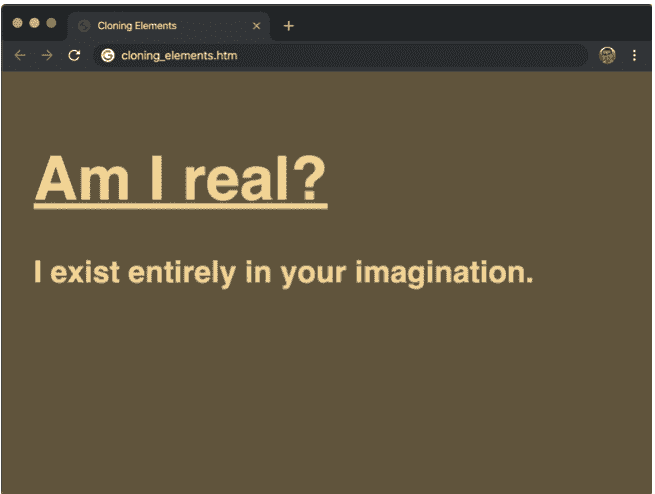 Cloning Elements
cloning_elements.htm
Am I real?
I exist entirely in your imagination.